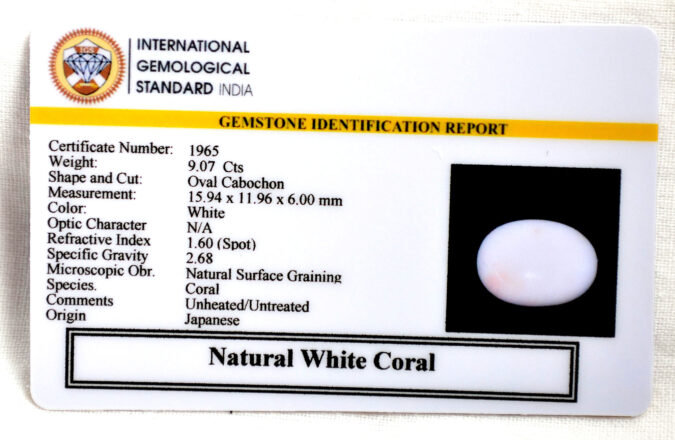 IGS
INTERNATIONAL
GEMOLOGICAL
STANDARD INDIA
GEMSTONE IDENTIFICATION REPORT
Certificate Number: 1965
Weight: 9.07 Cts
Shape and Cut: Oval Cabochon
Measurement: 15.94 x 11.96 x 6.00 mm
Color: White
Optic Character N/A
Refractive Index 1.60 (Spot)
Specific Gravity 2.68
Microscopic Obr. Natural Surface Graining
Species. Coral
Comments Unheated/Untreated
Origin Japanese
Natural White Coral